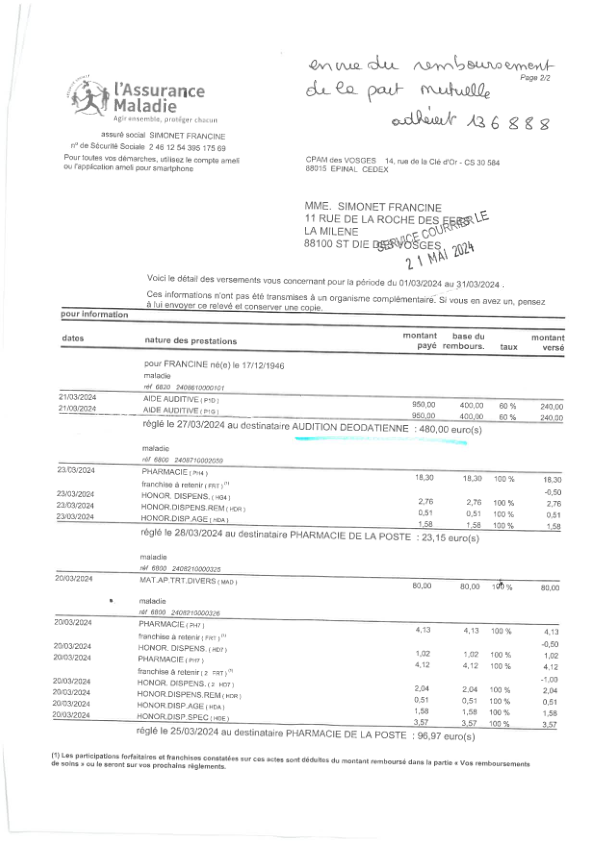 en vue du remboursement
Page 2/2
de la part mutuelle
adhérent 136888
l'Assurance
Maladie
Agir ensemble, protéger chacun
assuré social SIMONET FRANCINE
n° de Sécurité Sociale 2 46 12 54 395 175 69
Pour toutes vos démarches, utilisez le compte ameli
ou l'application ameli pour smartphone
CPAM des VOSGES 14, rue de la Clé d'Or - CS 30 584
88015 EPINAL CEDEX
MME. SIMONET FRANCINE
11 RUE DE LA ROCHE DES FEES
LA MILENE
88100 ST DIE DES VOSGES
SERVICE COURRIER LE
21 MAI 2024
Voici le détail des versements vous concernant pour la période du 01/03/2024 au 31/03/2024 .
Ces informations n'ont pas été transmises à un organisme complémentaire. Si vous en avez un, pensez
à lui envoyer ce relevé et conserver une copie.
pour information
dates nature des prestations montant payé base du rembours. taux montant versé
pour FRANCINE né(e) le 17/12/1946
maladie
réf 6820 2408610000101
21/03/2024 AIDE AUDITIVE ( P1D ) 950,00 400,00 60 % 240,00
21/03/2024 AIDE AUDITIVE ( P1G ) 950,00 400,00 60 % 240,00
réglé le 27/03/2024 au destinataire AUDITION DEODATIENNE : 480,00 euro(s)
maladie
réf 6800 2408710000050
23/03/2024 PHARMACIE ( PH4 ) 18,30 18,30 100 % 18,30
franchise à retenir ( FRT ) (1) -0,50
23/03/2024 HONOR. DISPENS. ( HG4 ) 2,76 2,76 100 % 2,76
23/03/2024 HONOR.DISPENS.REM ( HDR ) 0,51 0,51 100 % 0,51
23/03/2024 HONOR.DISP.AGE ( HDA ) 1,58 1,58 100 % 1,58
réglé le 28/03/2024 au destinataire PHARMACIE DE LA POSTE : 23,15 euro(s)
maladie
réf 6800 2408210000325
20/03/2024 MAT.AP.TRT.DIVERS ( MAD ) 80,00 80,00 100 % 80,00
maladie
réf 6800 2408210000326
20/03/2024 PHARMACIE ( PH7 ) 4,13 4,13 100 % 4,13
franchise à retenir ( FRT ) (1) -0,50
20/03/2024 HONOR. DISPENS. ( HD7 ) 1,02 1,02 100 % 1,02
20/03/2024 PHARMACIE ( PH7 ) 4,12 4,12 100 % 4,12
franchise à retenir ( 2 FRT ) (1) -1,00
20/03/2024 HONOR. DISPENS. ( 2 HD7 ) 2,04 2,04 100 % 2,04
20/03/2024 HONOR.DISPENS.REM ( HDR ) 0,51 0,51 100 % 0,51
20/03/2024 HONOR.DISP.AGE ( HDA ) 1,58 1,58 100 % 1,58
20/03/2024 HONOR.DISP.SPEC ( HDE ) 3,57 3,57 100 % 3,57
réglé le 25/03/2024 au destinataire PHARMACIE DE LA POSTE : 96,97 euro(s)
(1) Les participations forfaitaires et franchises constatées sur ces actes sont déduites du montant remboursé dans la partie « Vos remboursements
de soins » ou le seront sur vos prochains règlements.